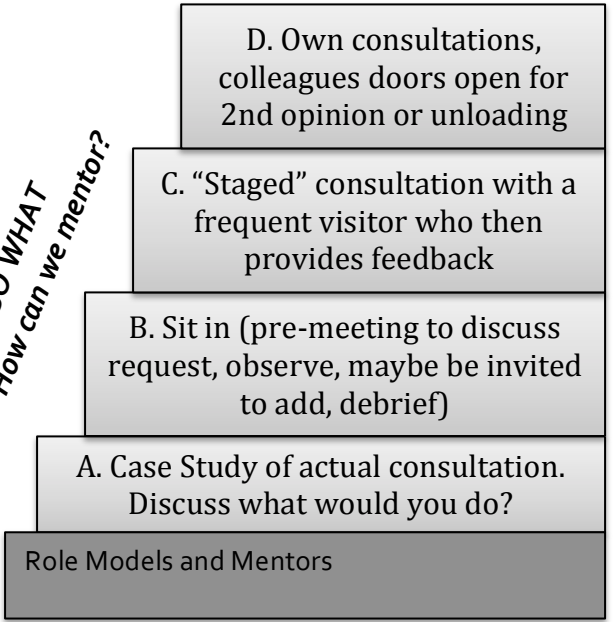 D. Own consultations,
colleagues doors open for
2nd opinion or unloading
C. “Staged” consultation with a
frequent visitor who then
provides feedback
B. Sit in (pre-meeting to discuss
request, observe, maybe be invited
to add, debrief)
A. Case Study of actual consultation.
Discuss what would you do?
Role Models and Mentors
SO WHAT
How can we mentor?